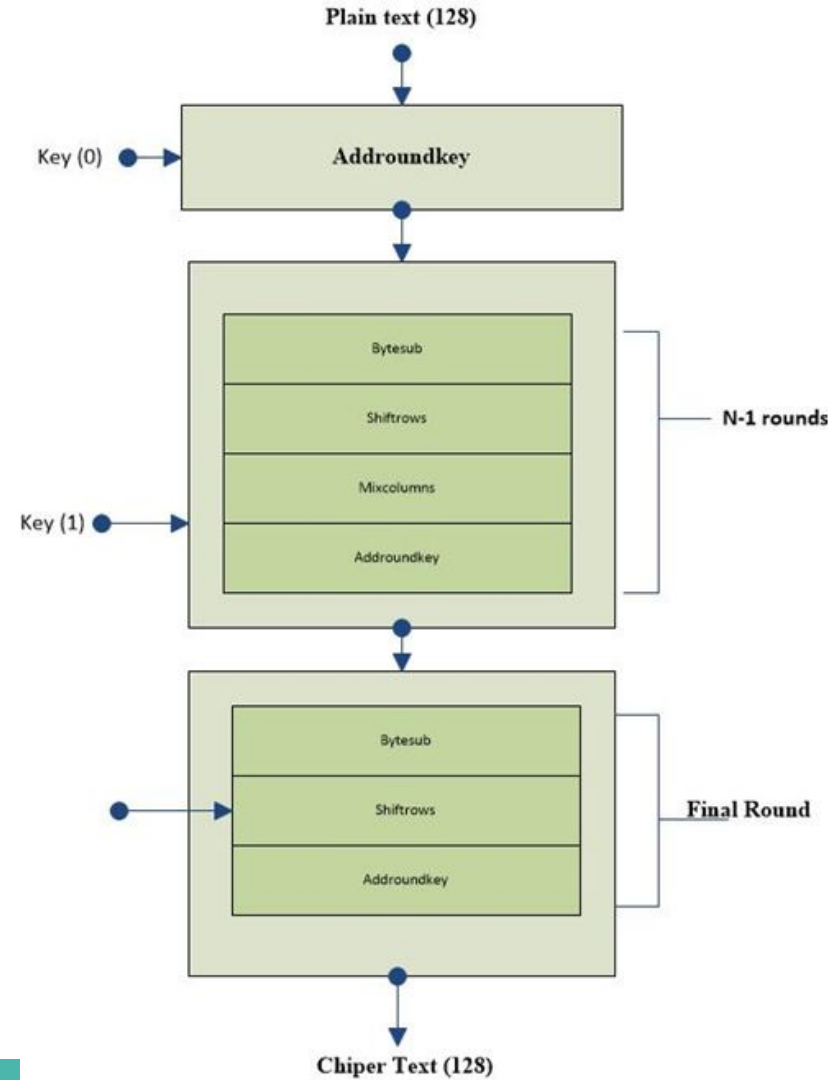 Plain text (128)
Key (0)
Addroundkey
Bytesub
Shiftrows
N-1 rounds
Mixcolumns
Key (1)
Addroundkey
Bytesub
Shiftrows
Final Round
Addroundkey
Chiper Text (128)